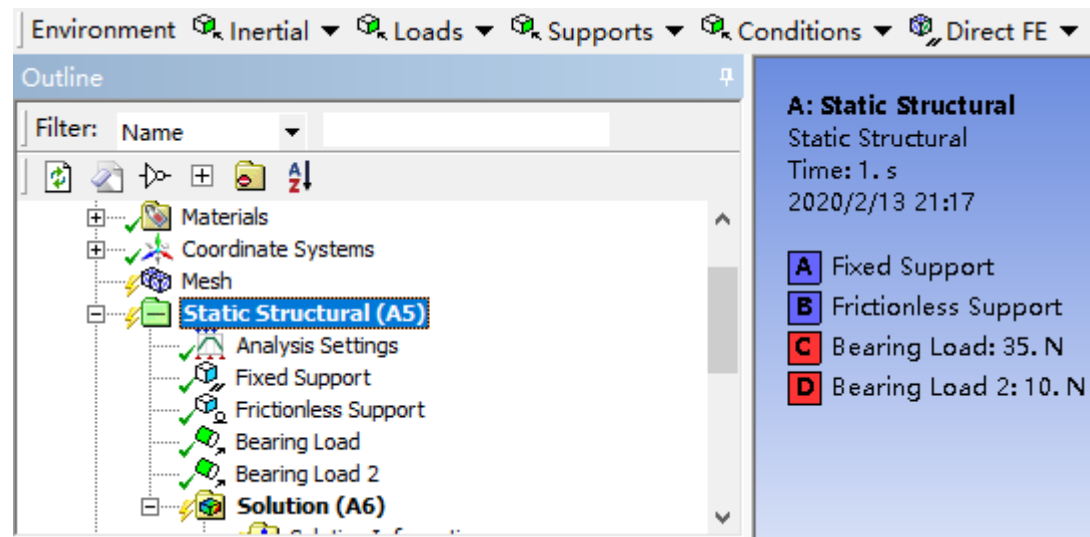 Environment Inertial Loads Supports Conditions Direct FE
Outline
Filter: Name
Materials
Coordinate Systems
Mesh
Static Structural (A5)
Analysis Settings
Fixed Support
Frictionless Support
Bearing Load
Bearing Load 2
Solution (A6)
A: Static Structural
Static Structural
Time: 1. s
2020/2/13 21:17
A Fixed Support
B Frictionless Support
C Bearing Load: 35. N
D Bearing Load 2: 10. N